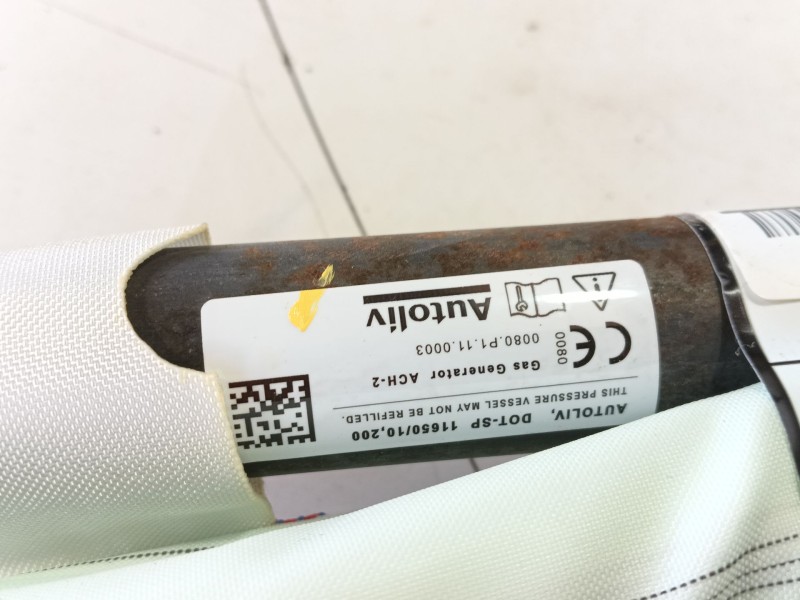 Autoliv
CE
0080
0080.P1.11.0003
Gas Generator ACH-2
THIS PRESSURE VESSEL MAY NOT BE REFILLED.
AUTOLIV, DOT-SP 11650/10,200